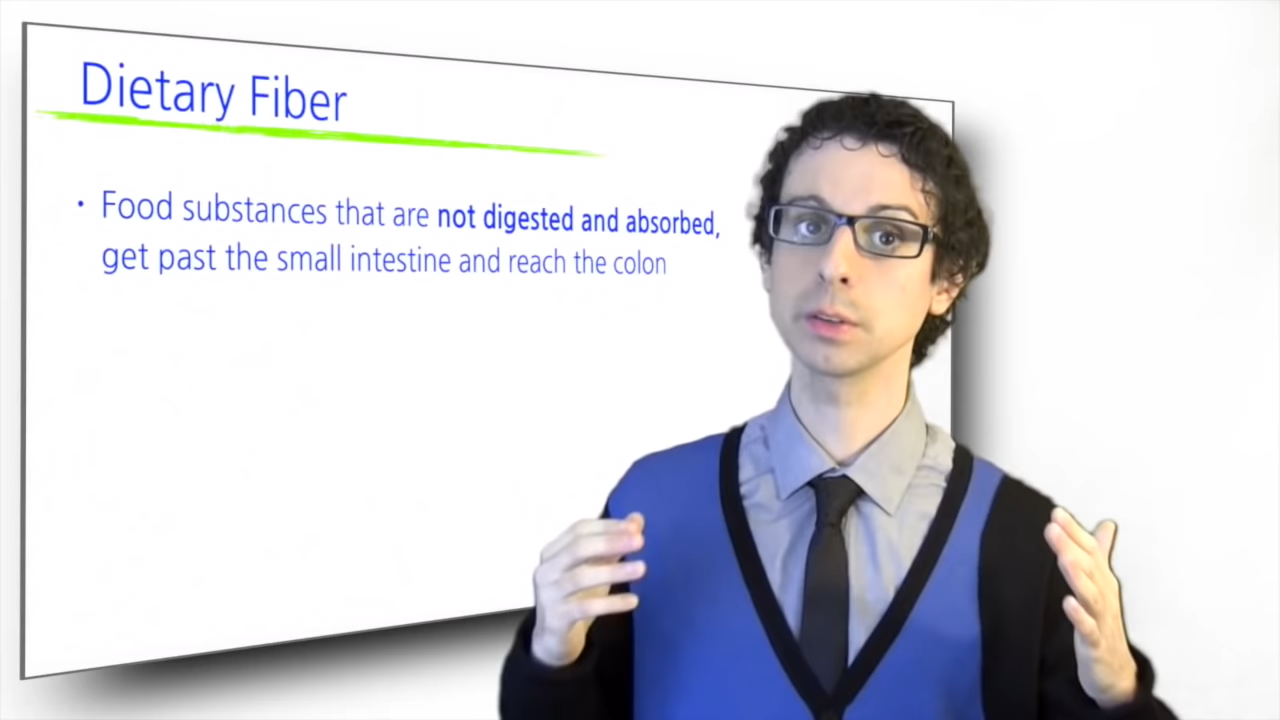 Dietary Fiber
• Food substances that are not digested and absorbed,
get past the small intestine and reach the colon